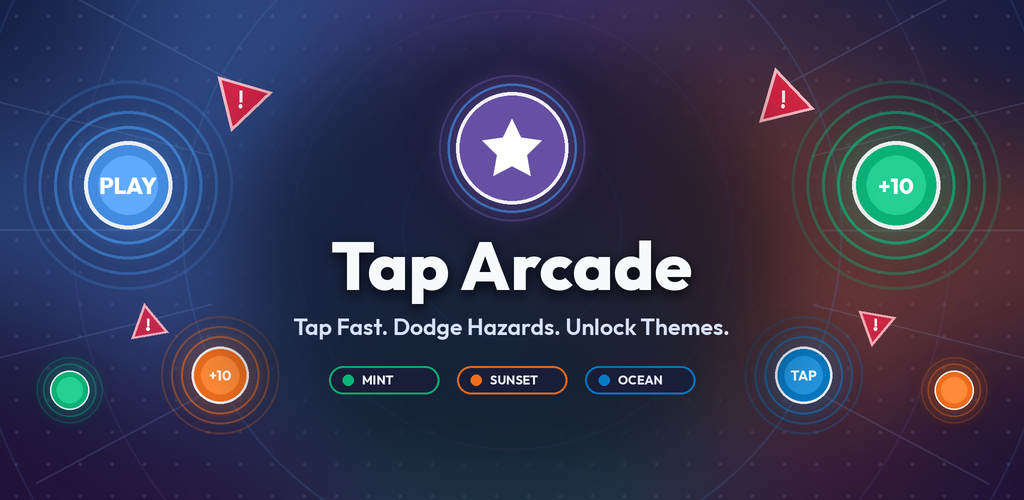 !
!
PLAY
+10
Tap Arcade
Tap Fast. Dodge Hazards. Unlock Themes.
!
!
+10
TAP
MINT
SUNSET
OCEAN